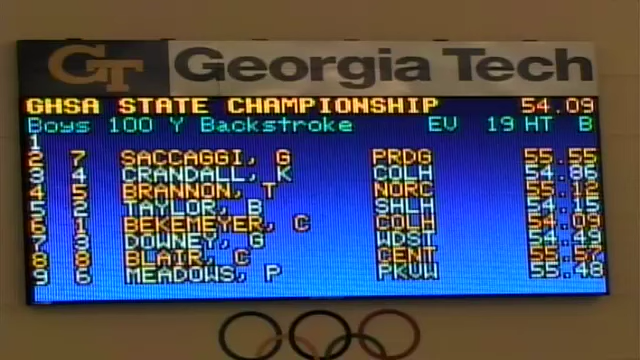 GT Georgia Tech
GHSA STATE CHAMPIONSHIP 54.09
Boys 100 Y Backstroke EV 19 HT B
1
2 7 SACCAGGI, G PRDG 55.55
3 4 CRANDALL, K COLH 54.86
4 5 BRANNON, T NORC 55.12
5 2 TAYLOR, B SHLH 54.15
6 1 BEKEMEYER, C COLH 54.09
7 3 DOWNEY, G WDST 54.49
8 8 BLAIR, C CENT 55.57
9 6 MEADOWS, P PKVW 55.48